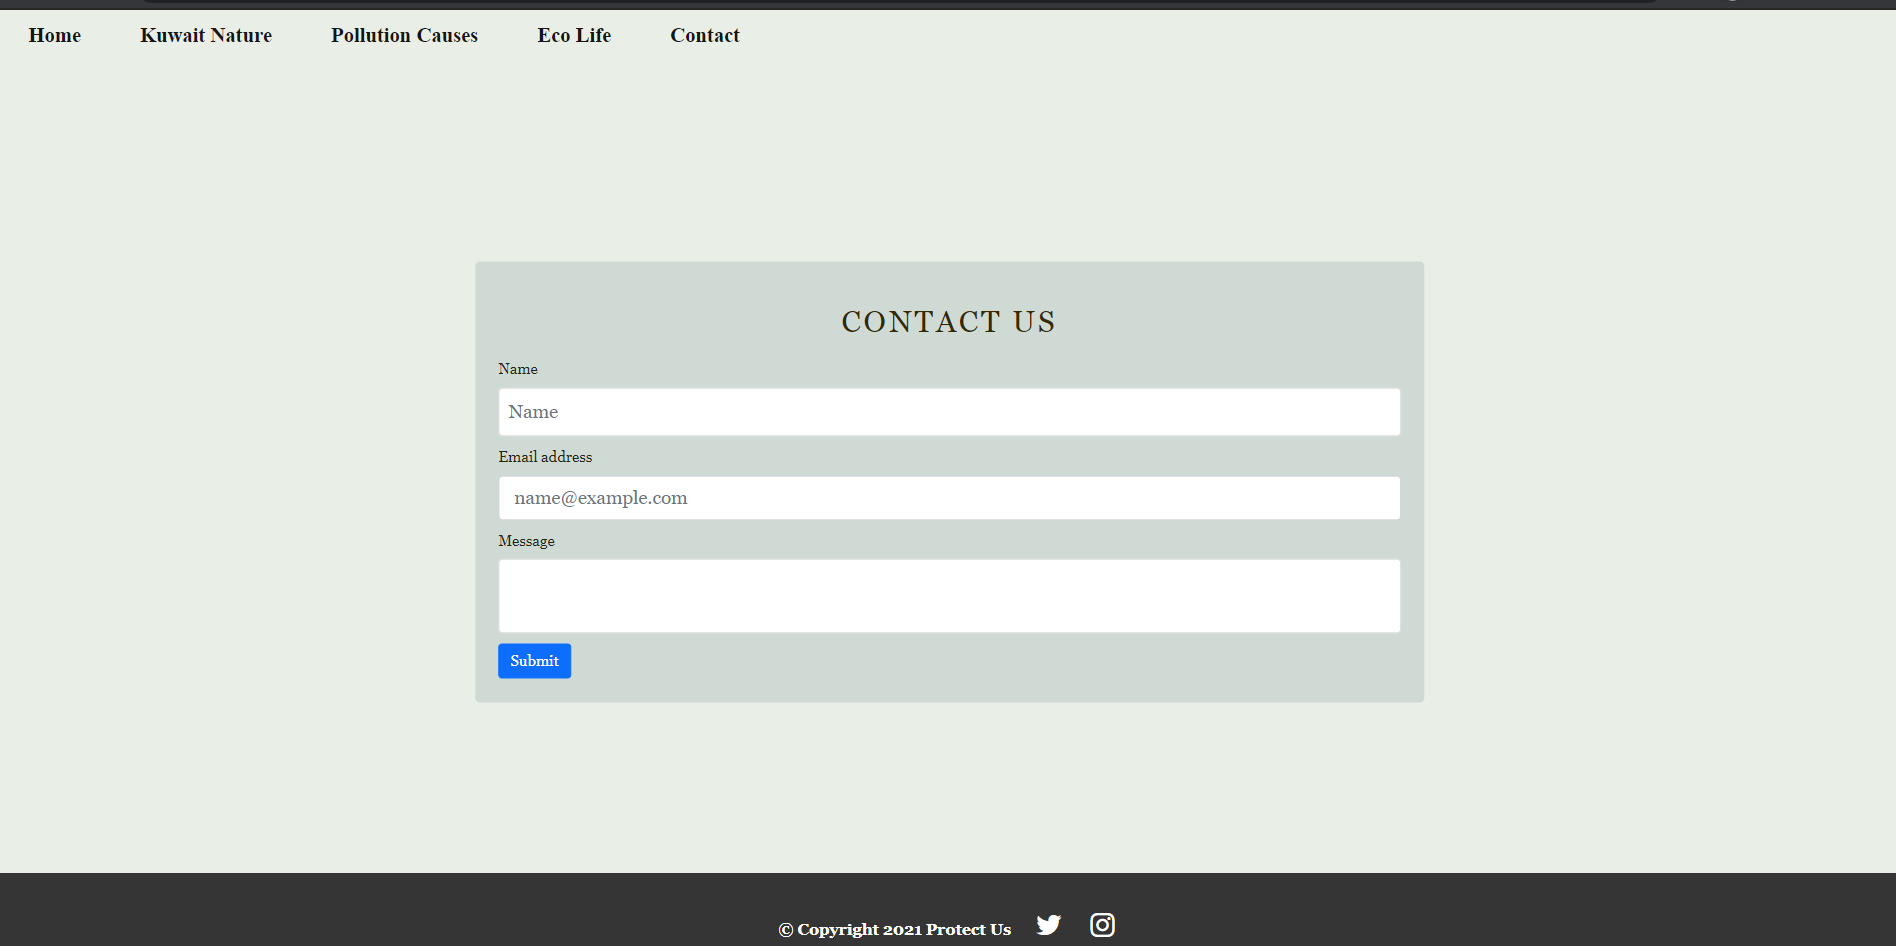 Home Kuwait Nature Pollution Causes Eco Life Contact
CONTACT US
Name
Name
Email address
name@example.com
Message
Submit
© Copyright 2021 Protect Us